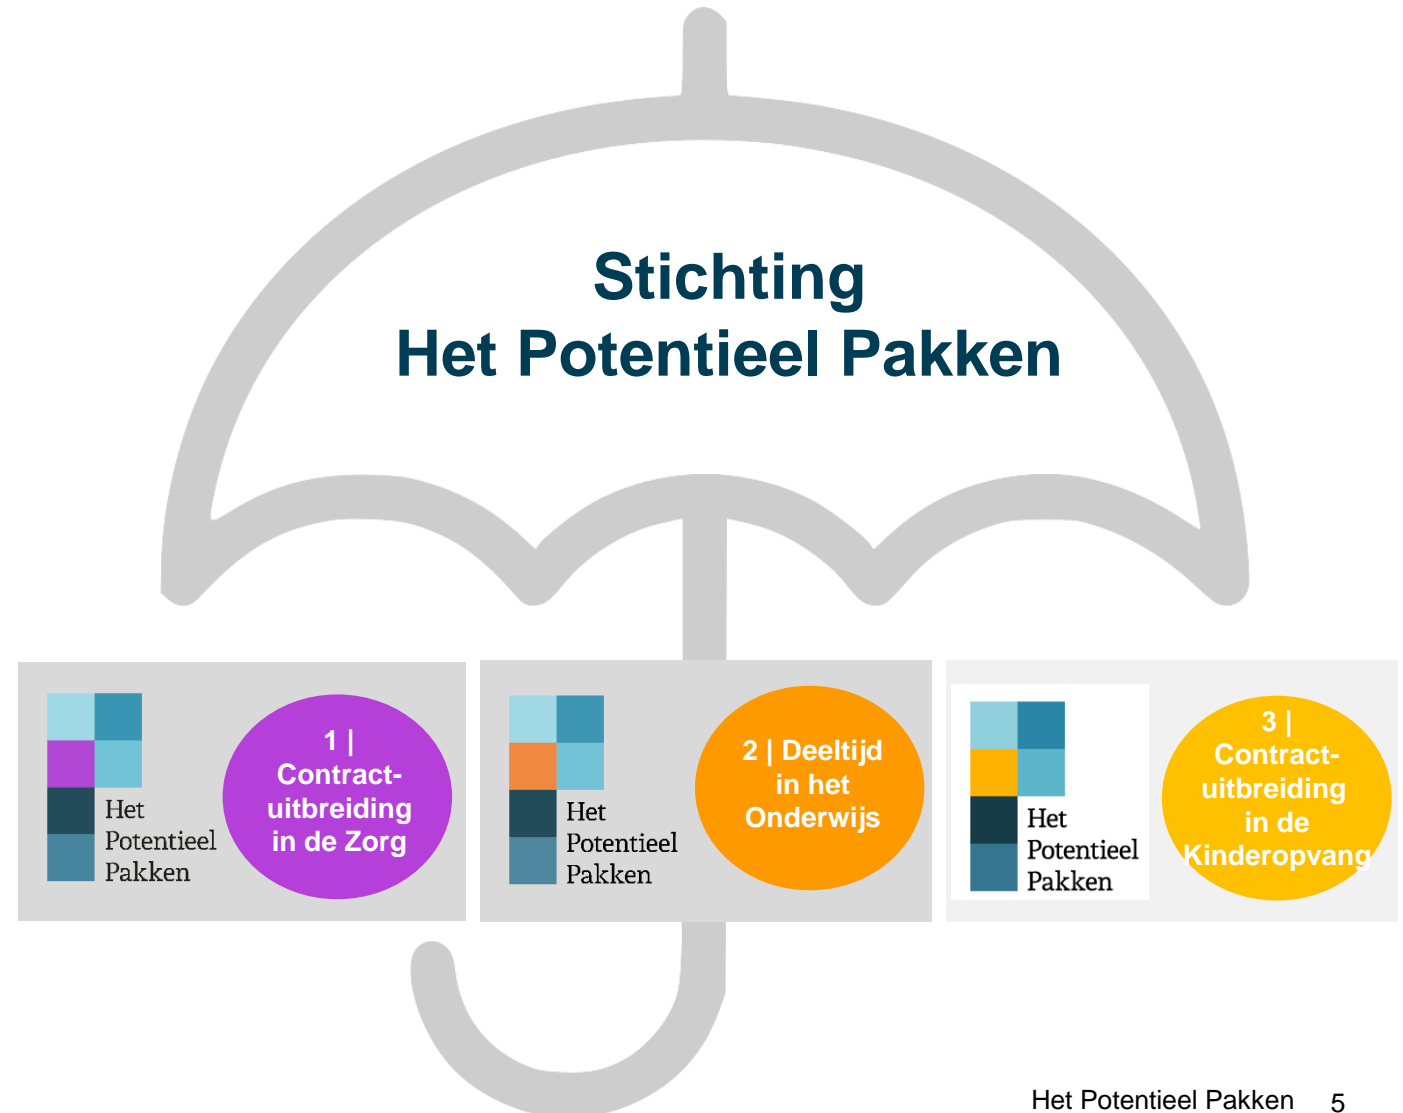 Stichting
Het Potentieel Pakken
Het
Potentieel
Pakken
1 |
Contract-
uitbreiding
in de Zorg
Het
Potentieel
Pakken
2 | Deeltijd
in het
Onderwijs
Het
Potentieel
Pakken
3 |
Contract-
uitbreiding
in de
Kinderopvang
Het Potentieel Pakken 5